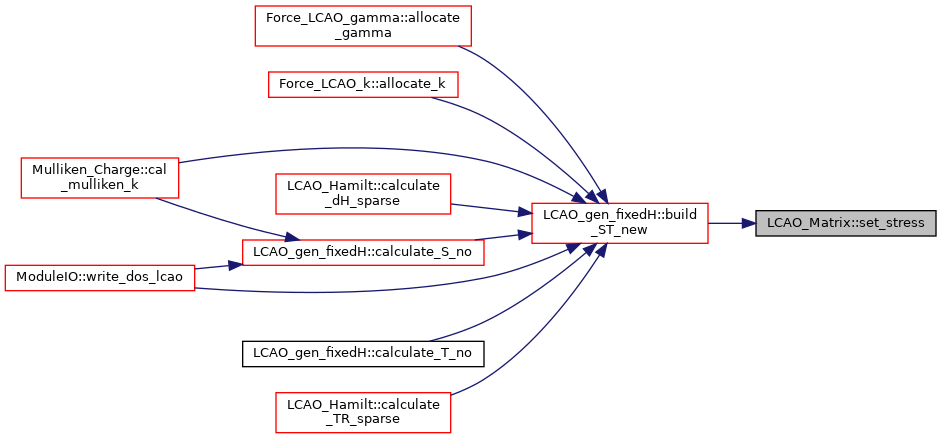 Force_LCAO_gamma::allocate
_gamma
Force_LCAO_k::allocate_k
Mulliken_Charge::cal
_mulliken_k
LCAO_Hamilt::calculate
_dH_sparse
LCAO_gen_fixedH::build
_ST_new
LCAO_Matrix::set_stress
LCAO_gen_fixedH::calculate_S_no
ModuleIO::write_dos_lcao
LCAO_gen_fixedH::calculate_T_no
LCAO_Hamilt::calculate
_TR_sparse